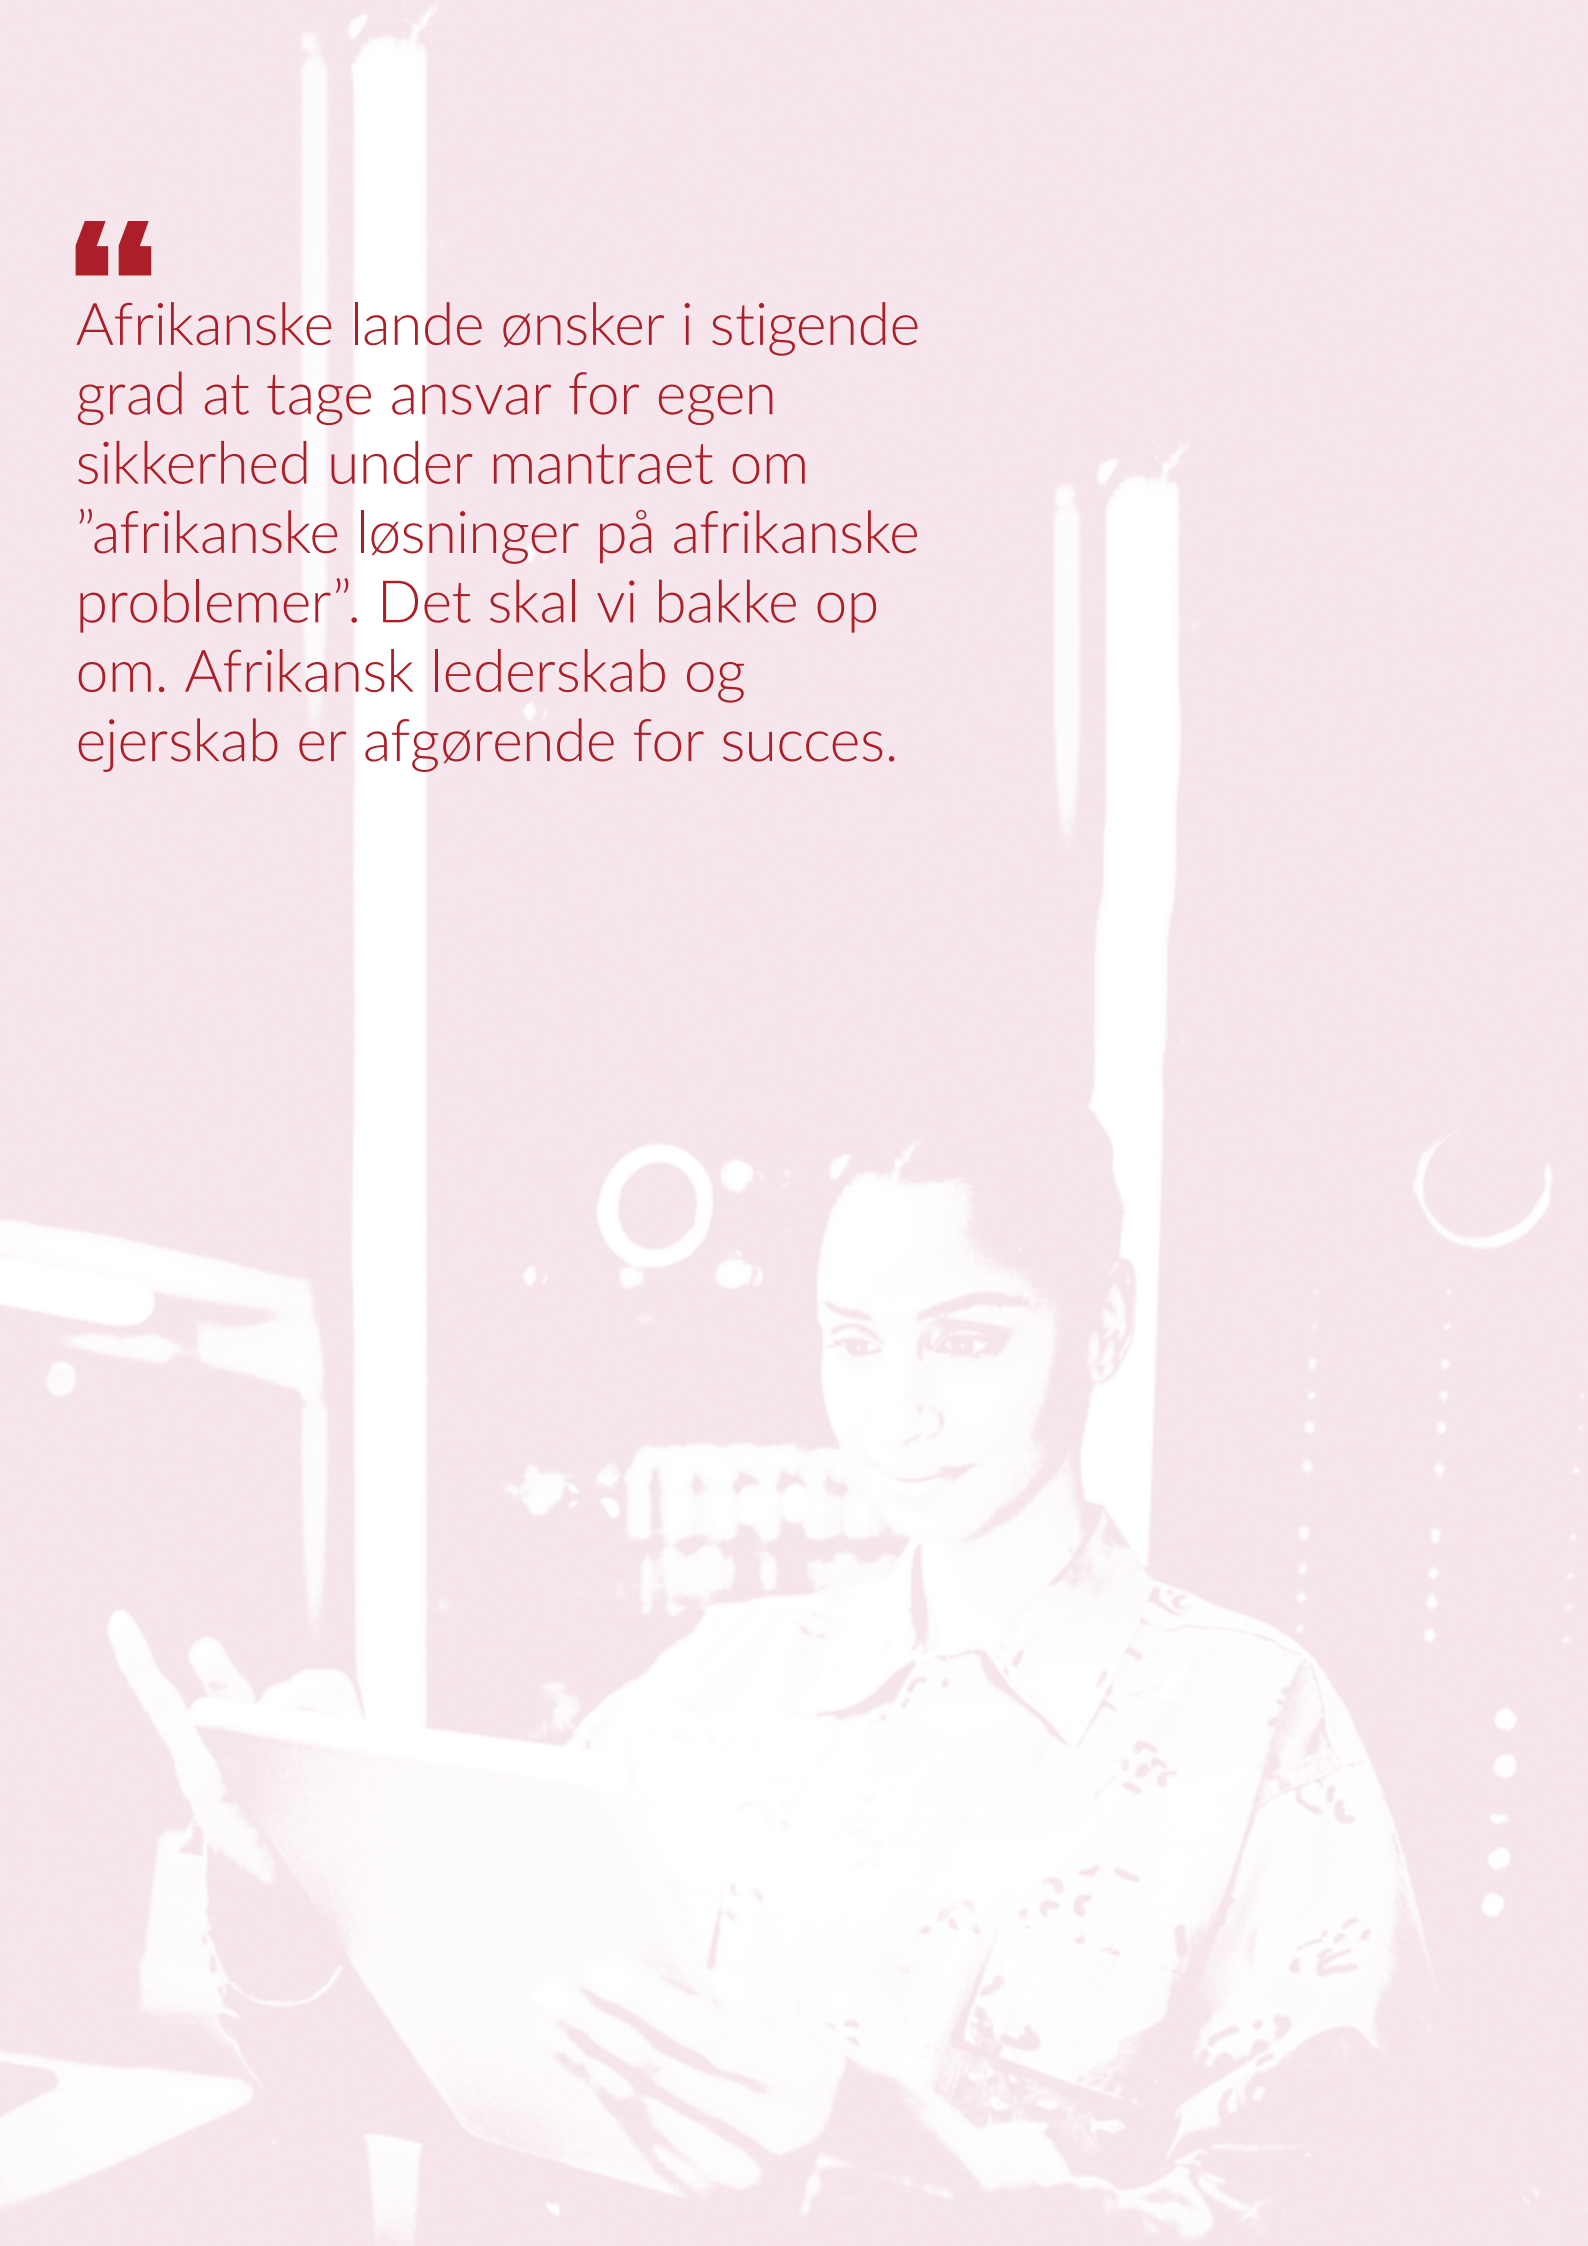 “
Afrikanske lande ønsker i stigende
grad at tage ansvar for egen
sikkerhed under mantraet om
”afrikanske løsninger på afrikanske
problemer”. Det skal vi bakke op
om. Afrikansk lederskab og
ejerskab er afgørende for succes.